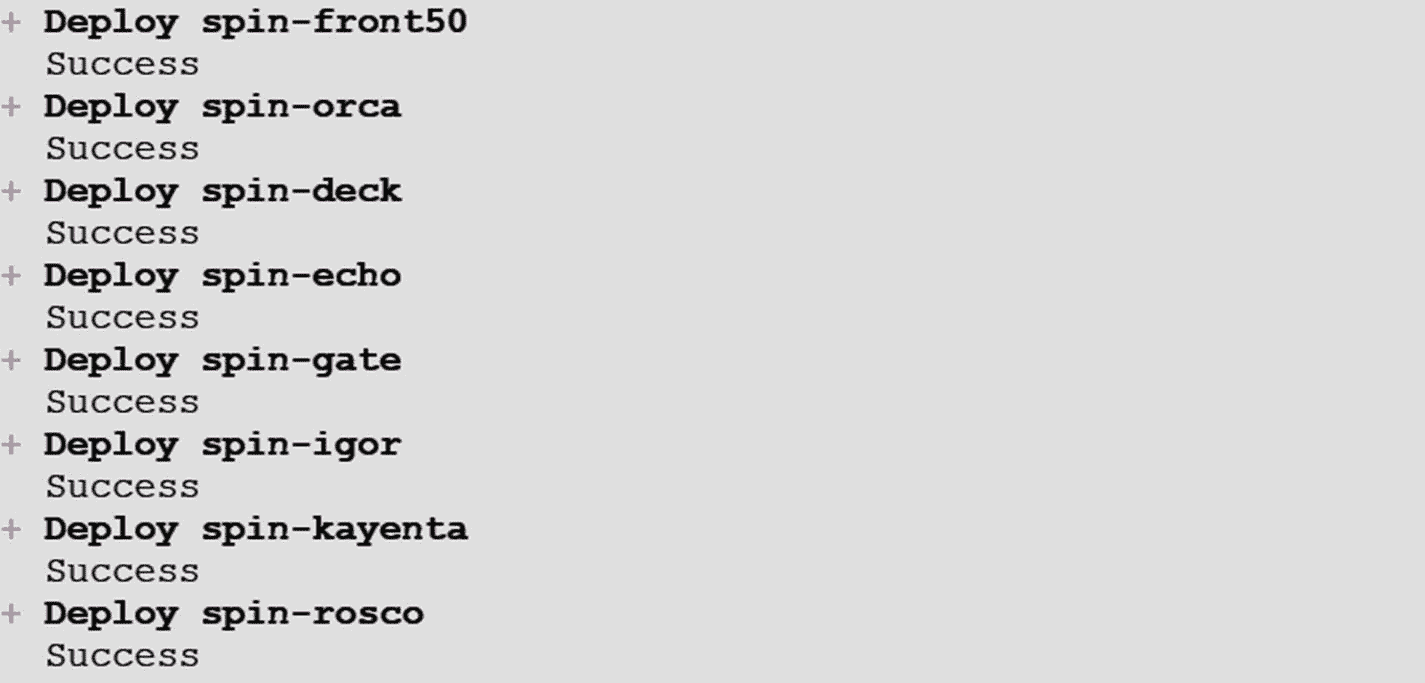 + Deploy spin-front50
Success
+ Deploy spin-orca
Success
+ Deploy spin-deck
Success
+ Deploy spin-echo
Success
+ Deploy spin-gate
Success
+ Deploy spin-igor
Success
+ Deploy spin-kayenta
Success
+ Deploy spin-rosco
Success